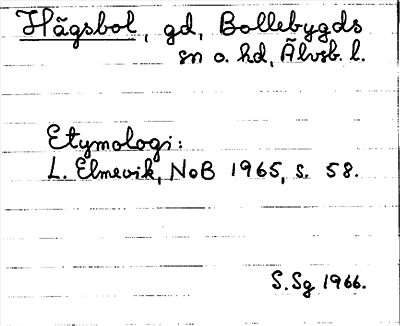 Hägsbol, gd, Bollebygds
sn o. hd, Älvsb. l.
Etymologi:
L. Elmevik, NoB 1965, s. 58.
S.Sg 1966.